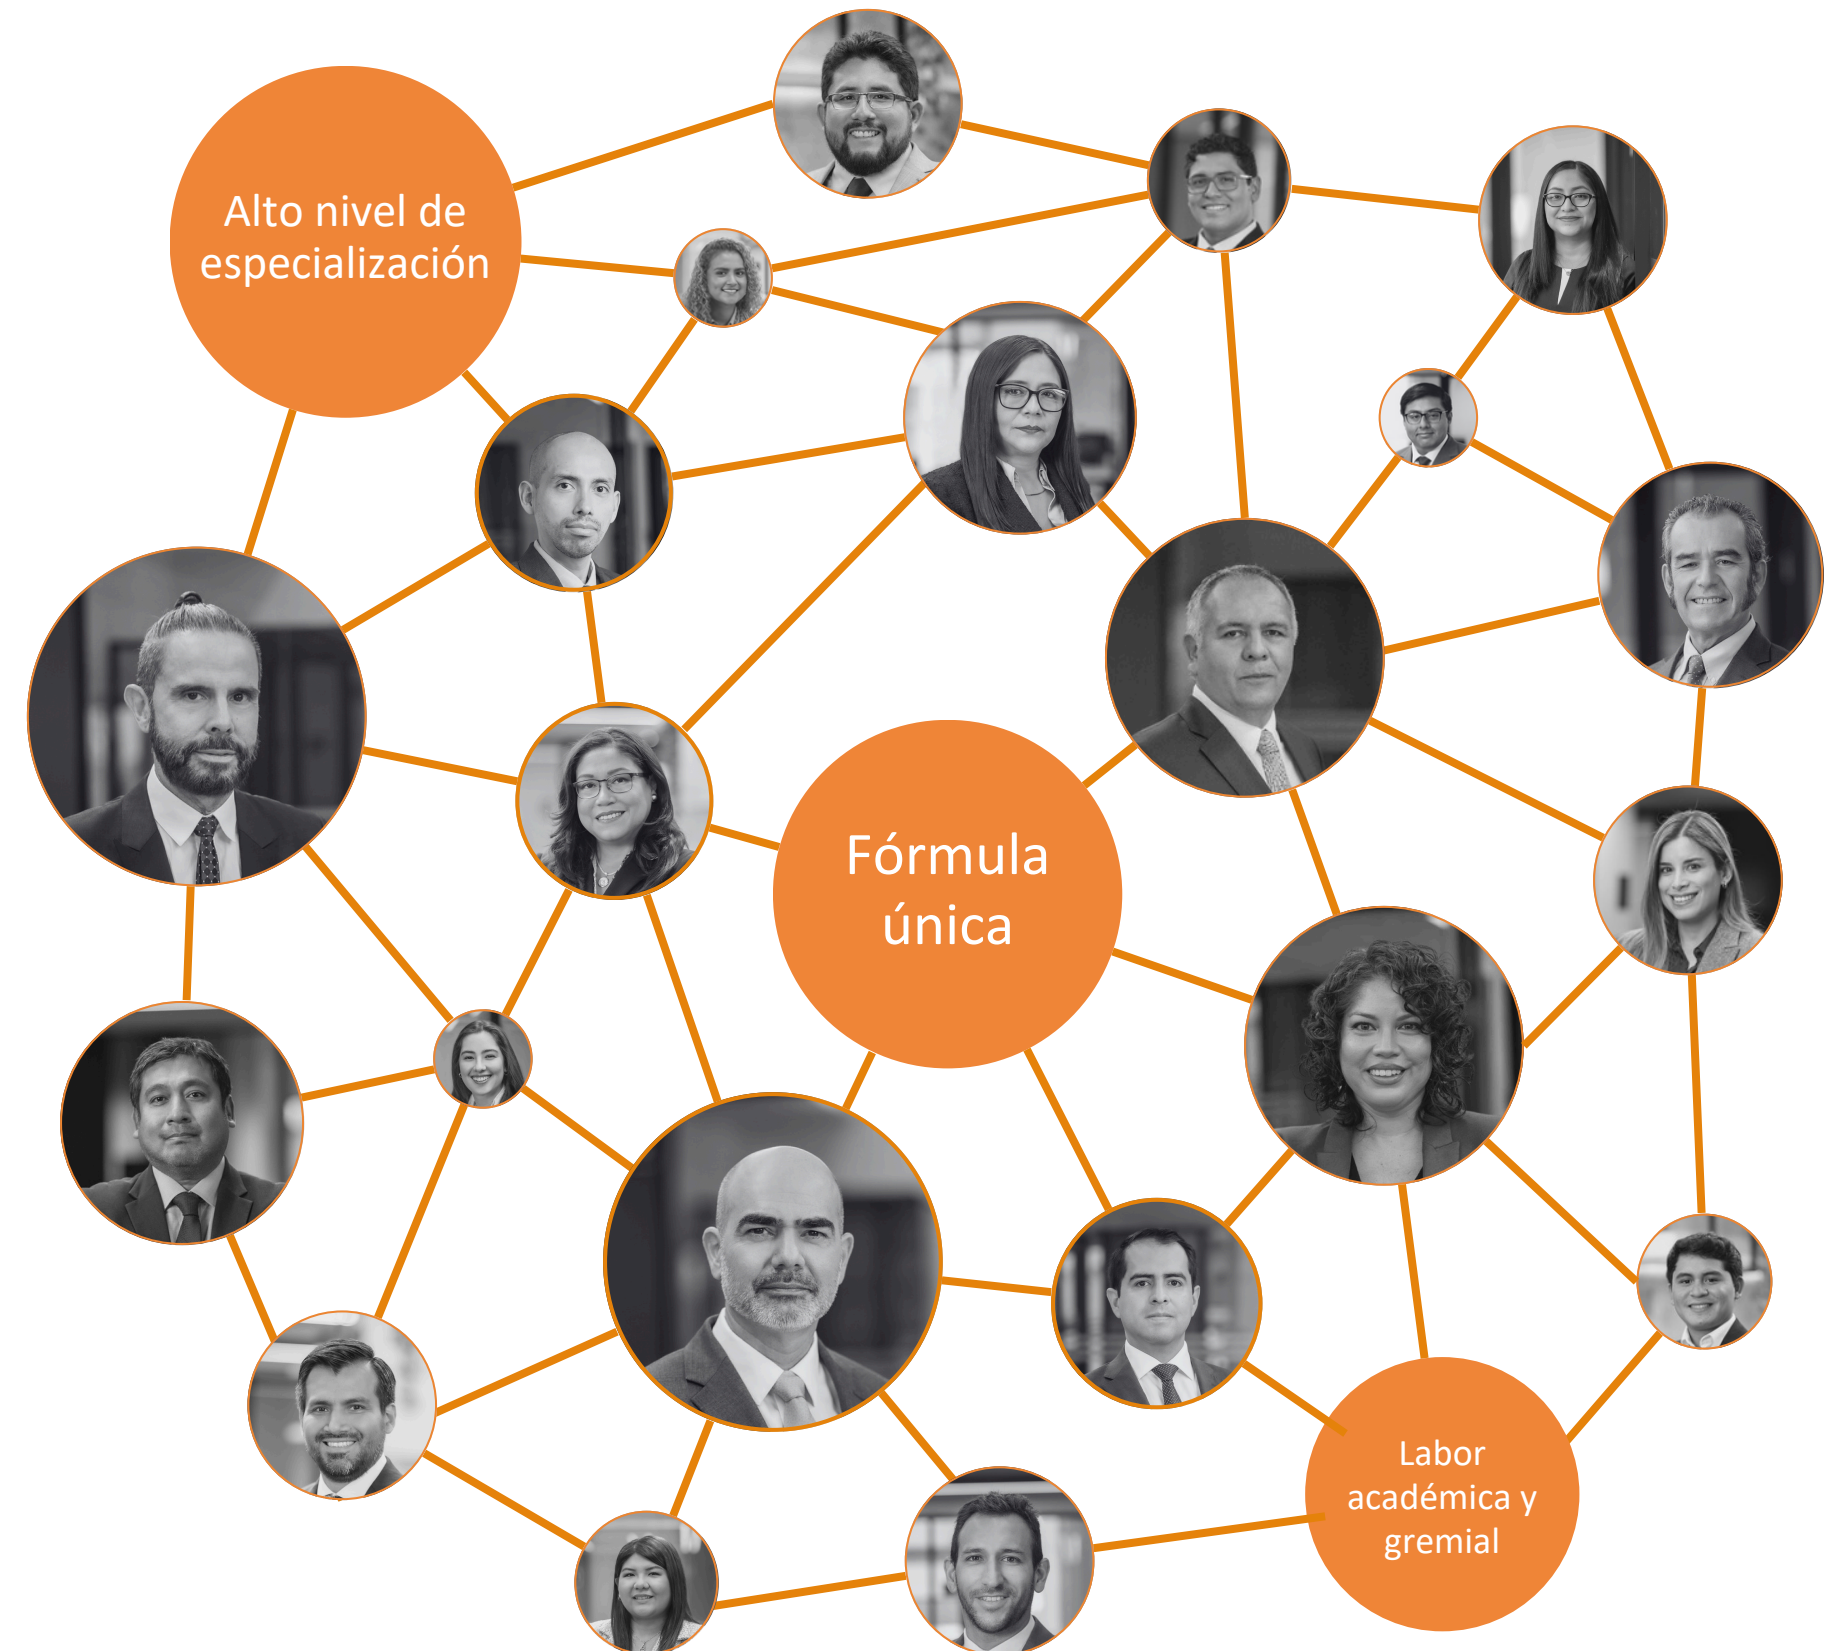 Alto nivel de
especialización
Fórmula
única
Labor
académica y
gremial